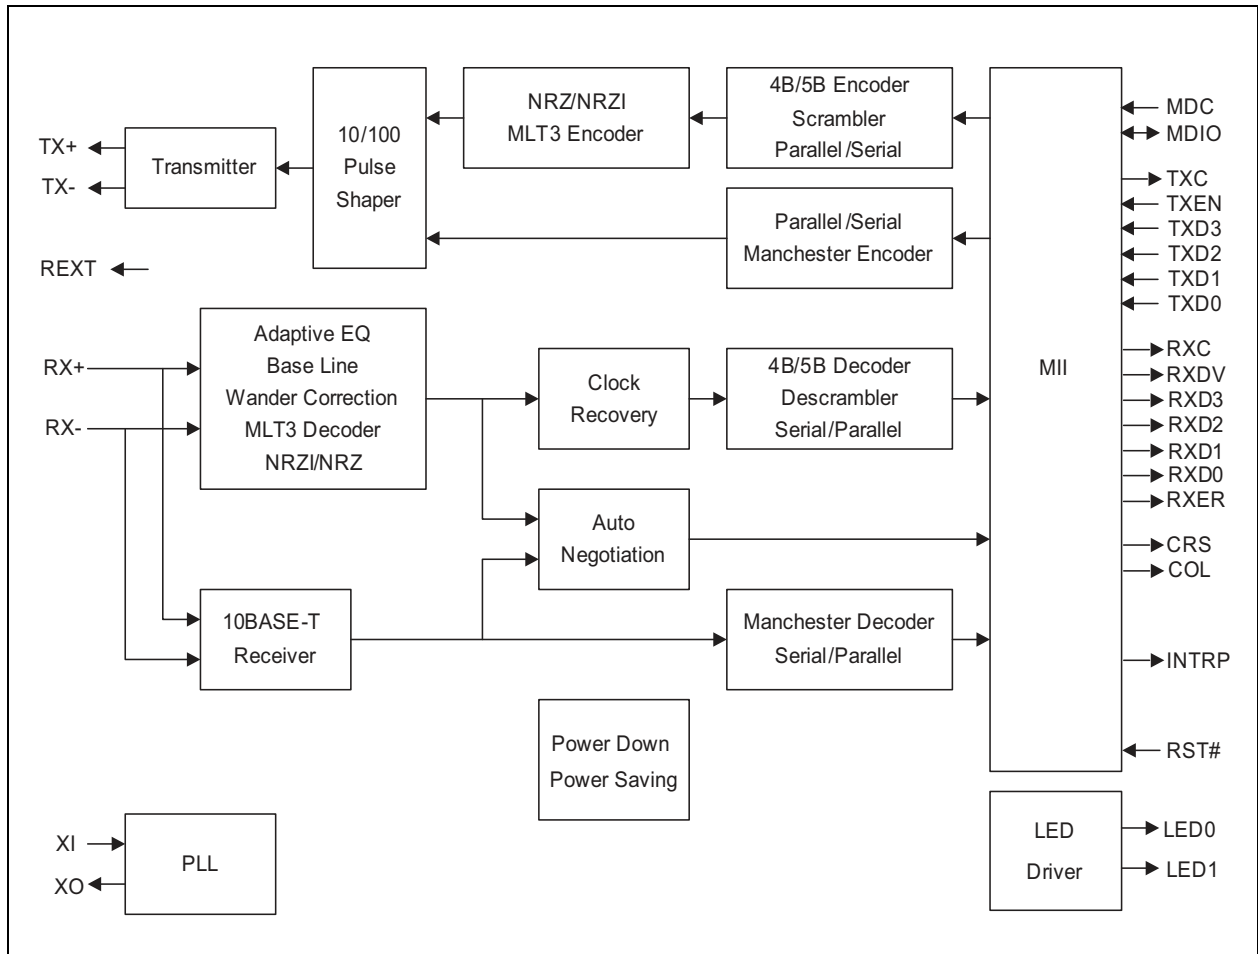 TX+
TX-
REXT
RX+
RX-
XI
XO
Transmitter
10/100
Pulse
Shaper
NRZ/NRZI
MLT3 Encoder
4B/5B Encoder
Scrambler
Parallel/Serial
Parallel/Serial
Manchester Encoder
Adaptive EQ
Base Line
Wander Correction
MLT3 Decoder
NRZI/NRZ
Clock
Recovery
4B/5B Decoder
Descrambler
Serial/Parallel
Auto
Negotiation
10BASE-T
Receiver
Manchester Decoder
Serial/Parallel
Power Down
Power Saving
PLL
MII
LED
Driver
MDC
MDIO
TXC
TXEN
TXD3
TXD2
TXD1
TXD0
RXC
RXDV
RXD3
RXD2
RXD1
RXD0
RXER
CRS
COL
INTRP
RST#
LED0
LED1